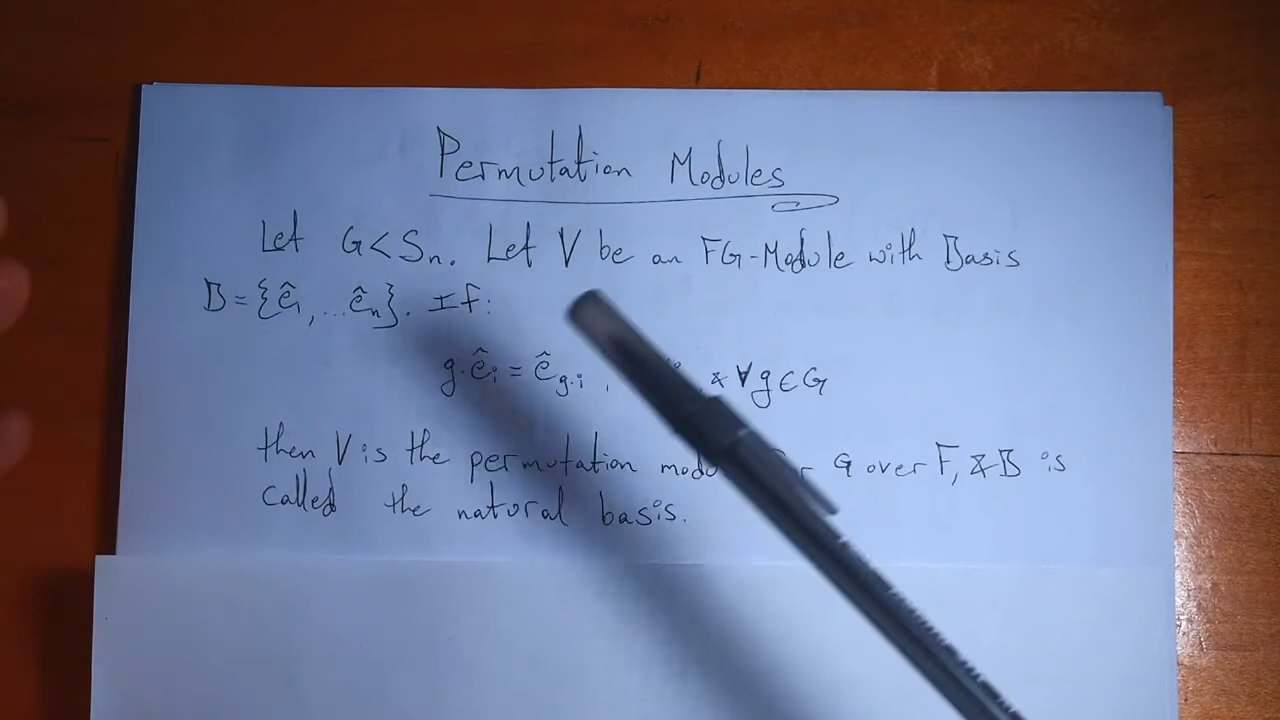 Permutation Modules
Let G < Sₙ. Let V be an FG-Module with Basis
B = {ê₁, ... êₙ}. If:
g·êᵢ = ê_{g·i} , & ∀ g ∈ G
then V is the permutation G over F, & B is
called the natural basis.